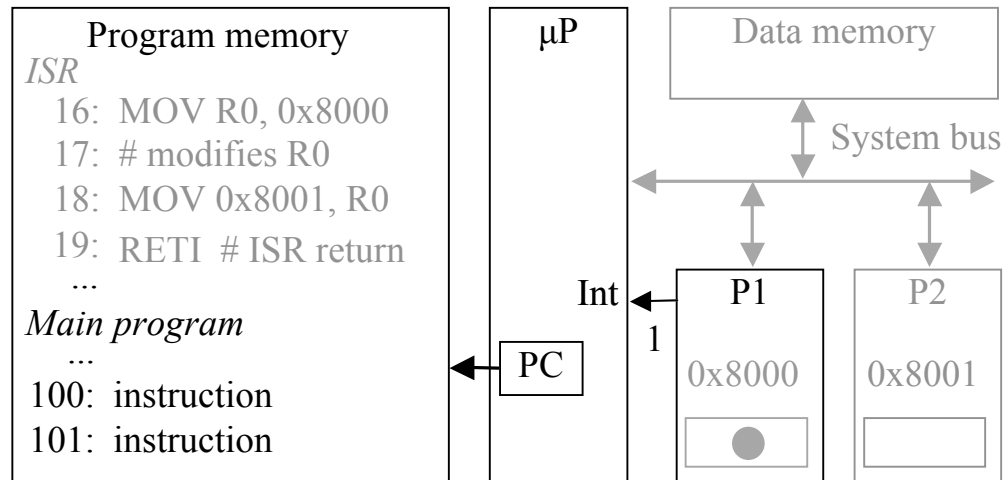 Program memory
ISR
16: MOV R0, 0x8000
17: # modifies R0
18: MOV 0x8001, R0
19: RETI # ISR return
...
Main program
...
100: instruction
101: instruction
μP
Int
PC
1
Data memory
System bus
P1
0x8000
P2
0x8001